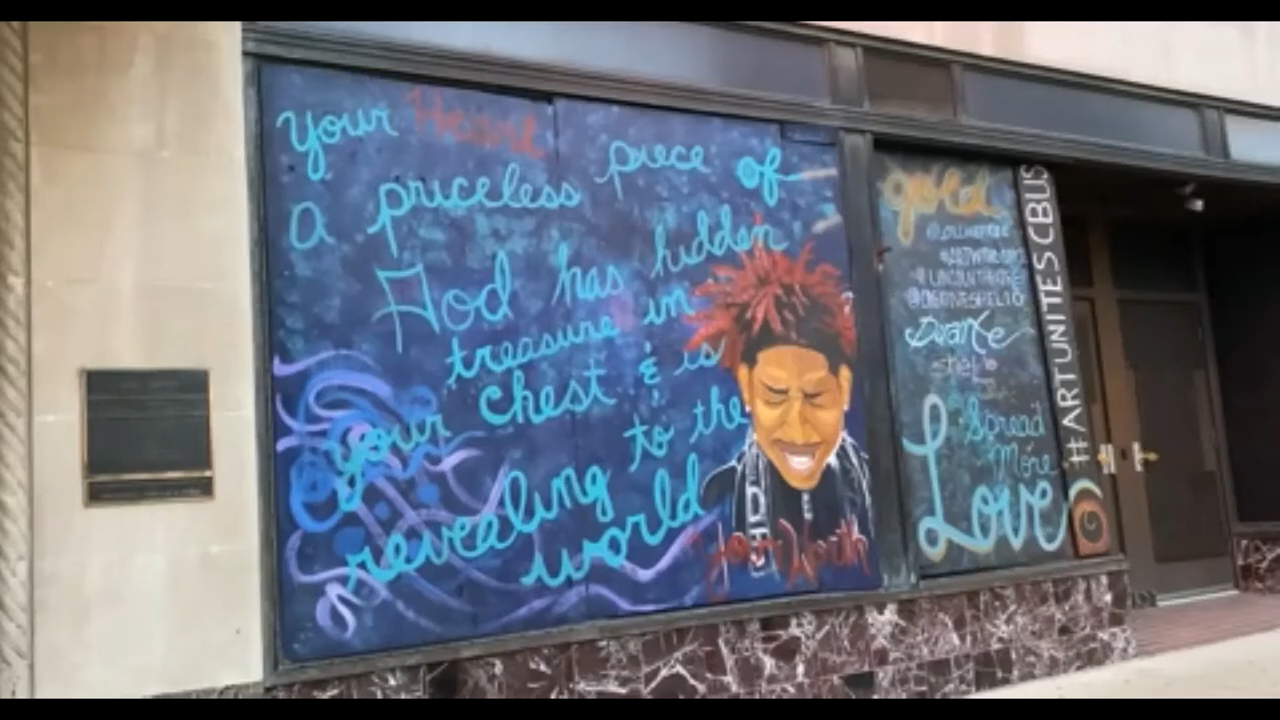 your Heart
a priceless piece of
God has hidden
treasure in
your chest & is
revealing to the
world
gold
Spread
More
Love
#ARTUNITESCBUS